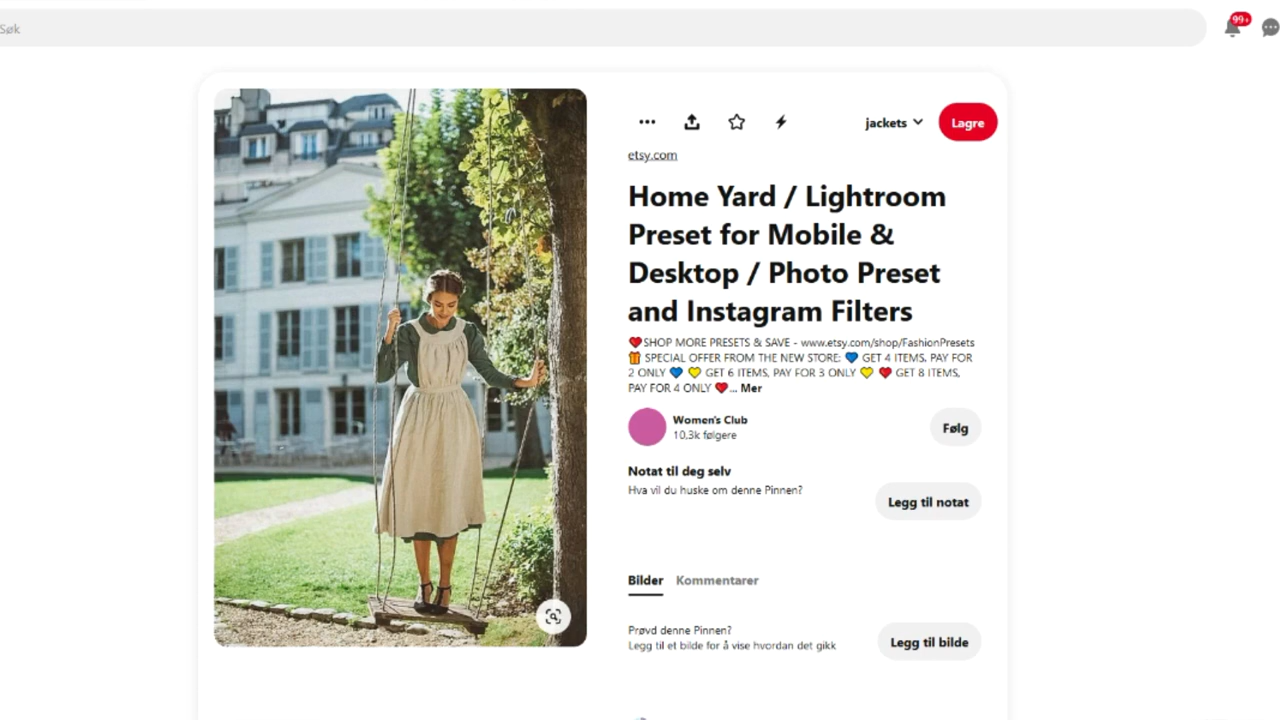 Søk
99+
jackets
Lagre
etsy.com
Home Yard / Lightroom
Preset for Mobile &
Desktop / Photo Preset
and Instagram Filters
❤️SHOP MORE PRESETS & SAVE - www.etsy.com/shop/FashionPresets
🎁 SPECIAL OFFER FROM THE NEW STORE: 💙 GET 4 ITEMS, PAY FOR
2 ONLY 💙 💛 GET 6 ITEMS, PAY FOR 3 ONLY 💛 ❤️ GET 8 ITEMS,
PAY FOR 4 ONLY ❤️... Mer
Women's Club
10,3k følgere
Følg
Notat til deg selv
Hva vil du huske om denne Pinnen?
Legg til notat
Bilder Kommentarer
Prøvd denne Pinnen?
Legg til et bilde for å vise hvordan det gikk
Legg til bilde